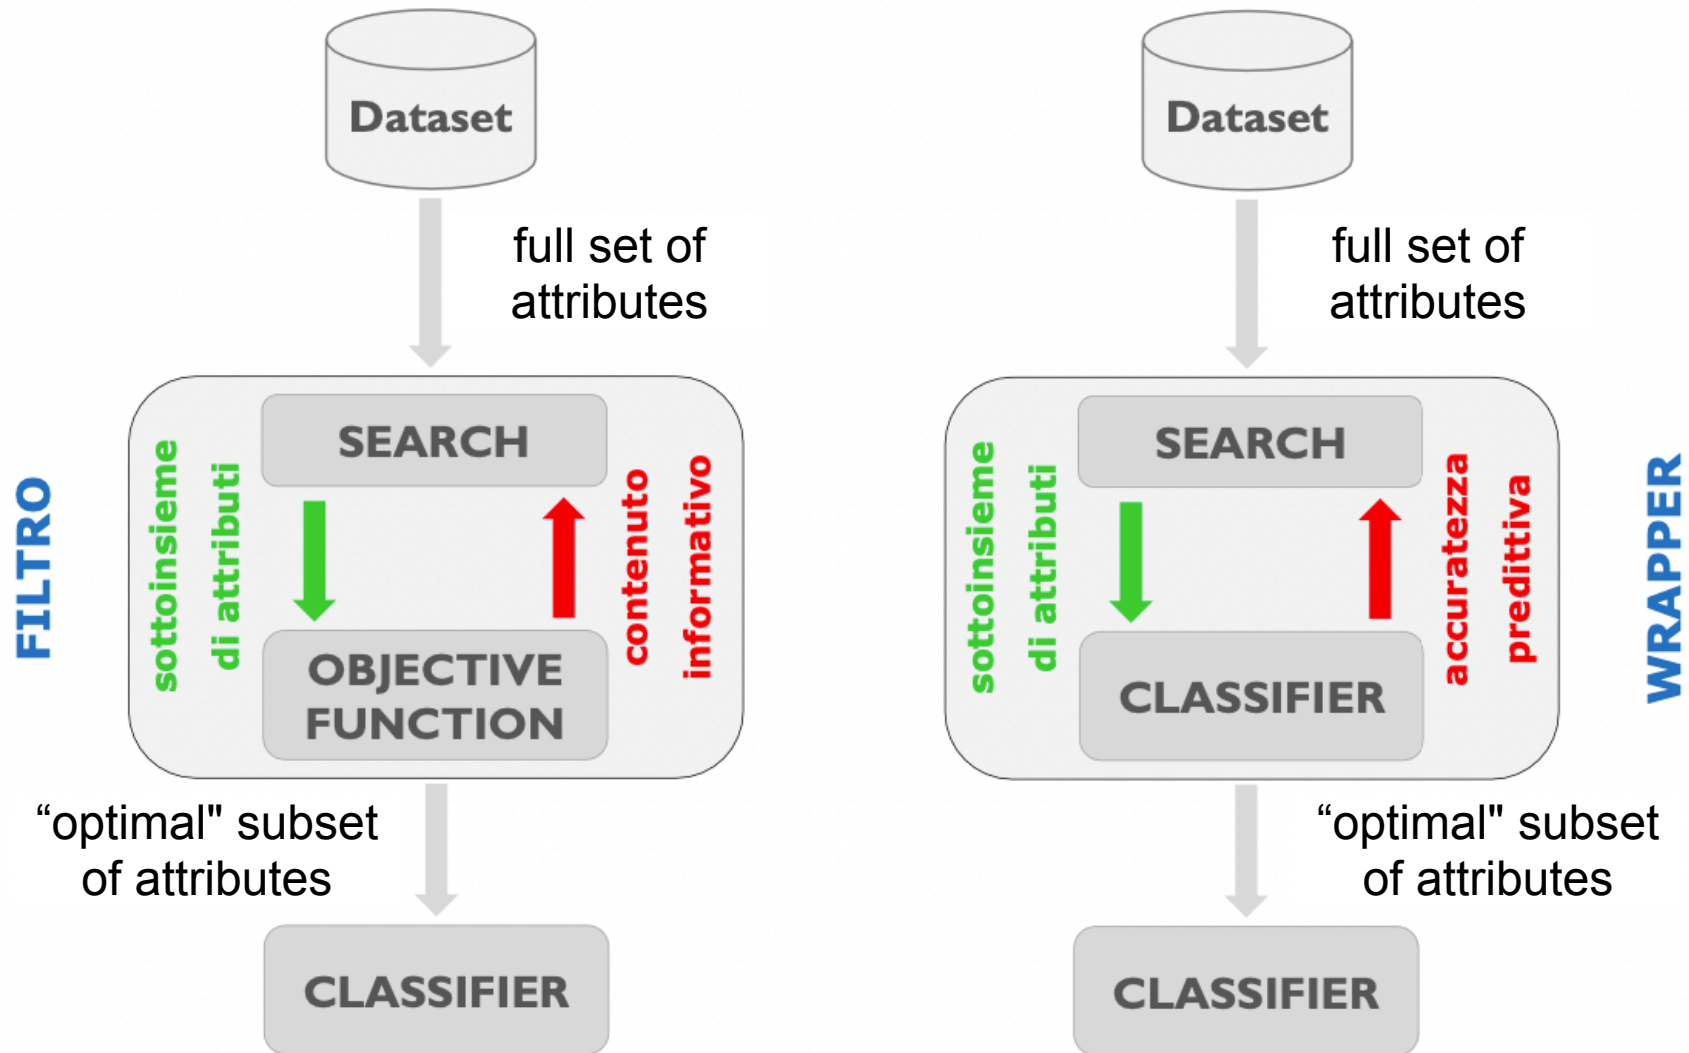 Dataset
full set of
attributes
FILTRO
sottoinsieme
di attributi
SEARCH
contenuto
informativo
OBJECTIVE
FUNCTION
“optimal" subset
of attributes
CLASSIFIER
Dataset
full set of
attributes
sottoinsieme
di attributi
SEARCH
accuratezza
predittiva
WRAPPER
CLASSIFIER
“optimal" subset
of attributes
CLASSIFIER